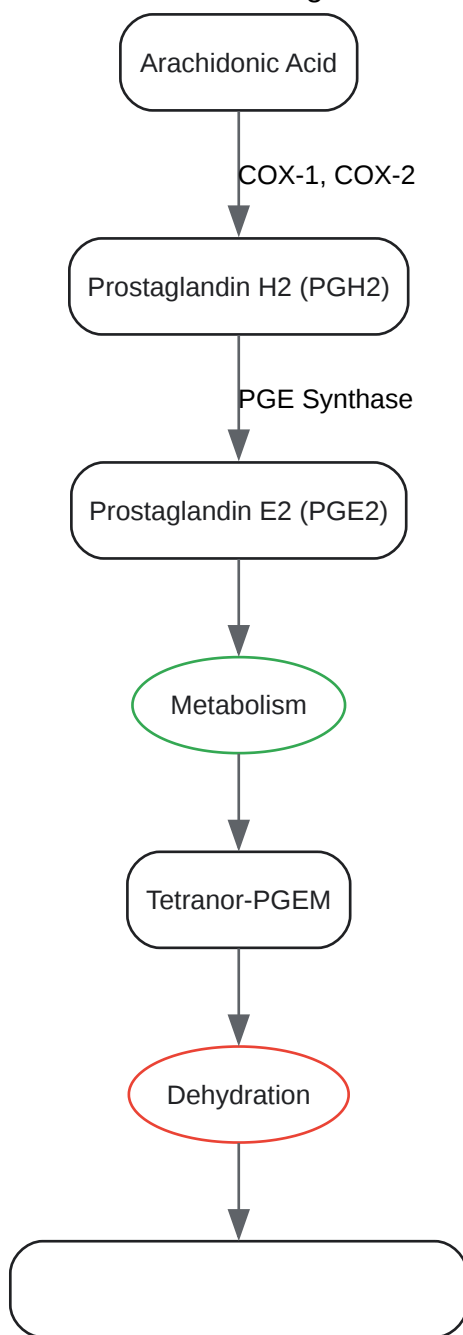 Arachidonic Acid
COX-1, COX-2
Prostaglandin H2 (PGH2)
PGE Synthase
Prostaglandin E2 (PGE2)
Metabolism
Tetranor-PGEM
Dehydration